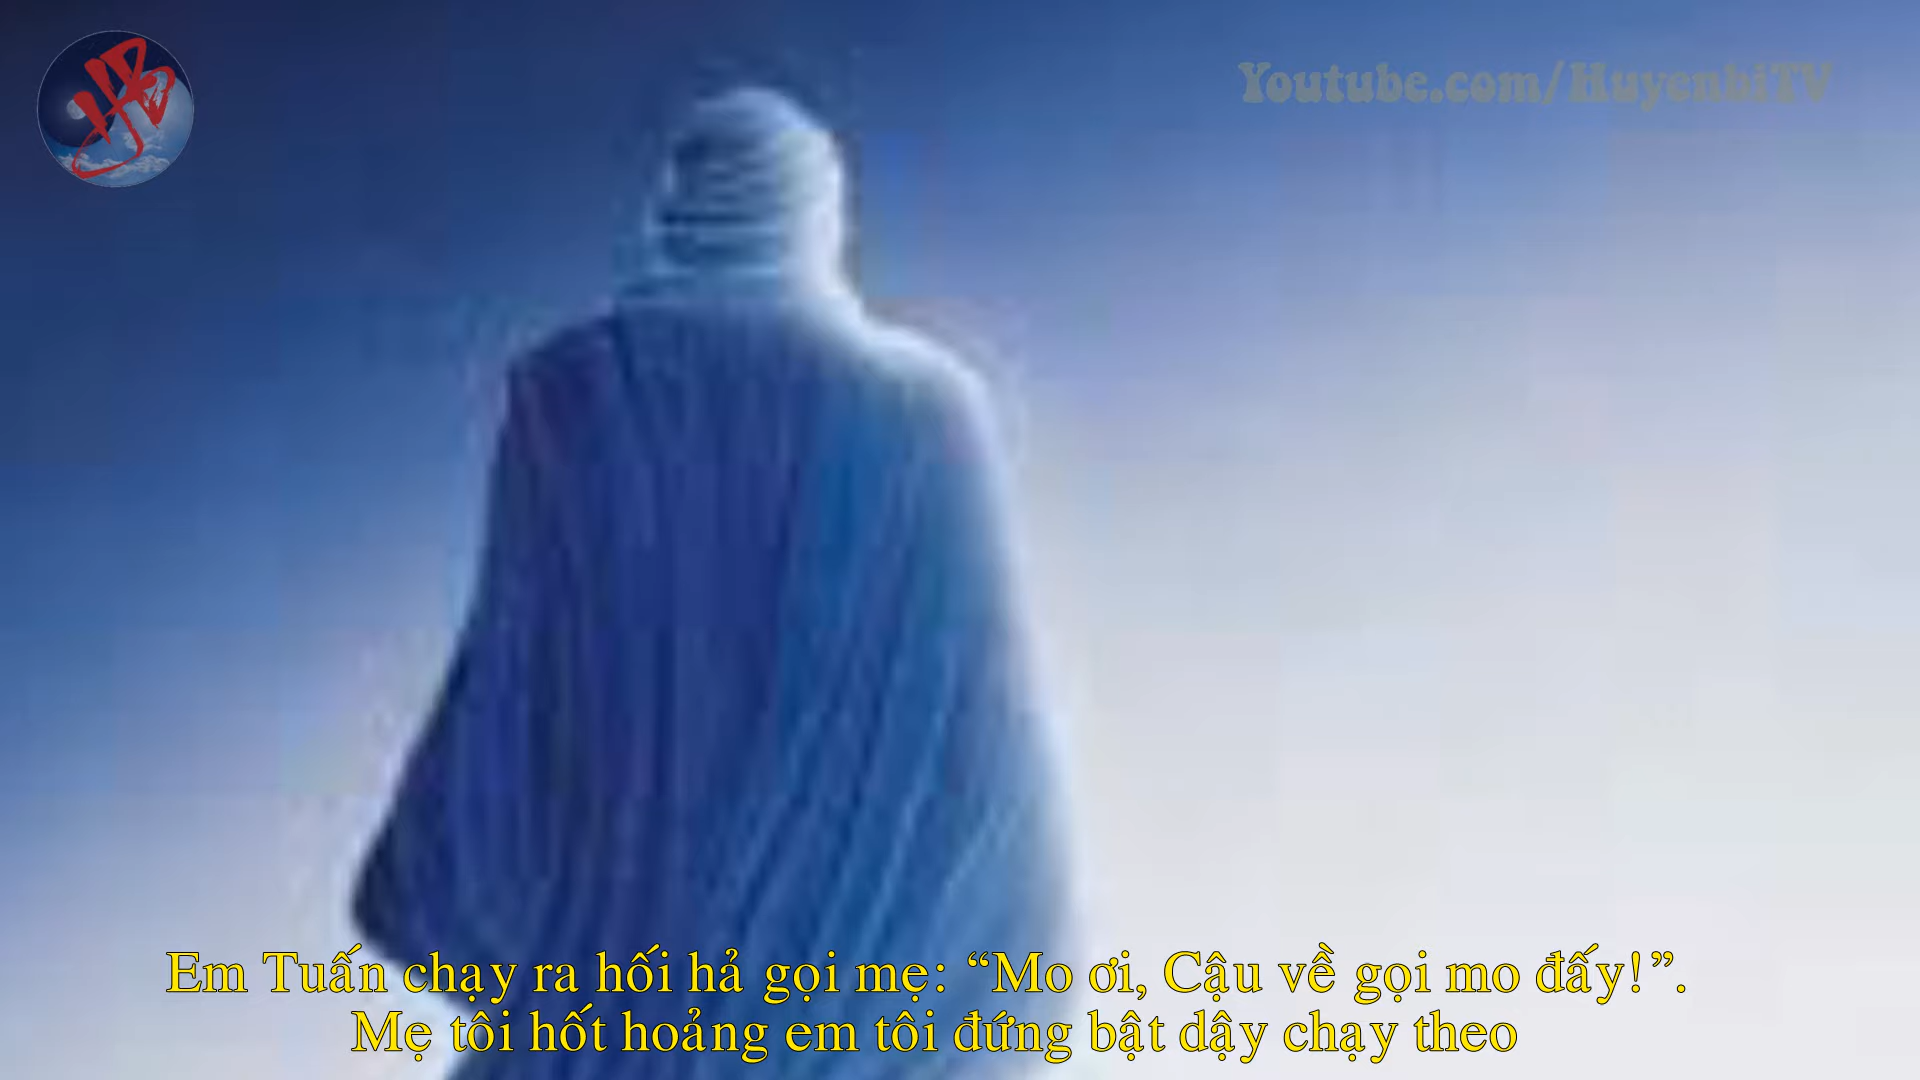 Youtube.com/HuyenbiTV
Em Tuấn chạy ra hối hả gọi mẹ: “Mo ơi, Cậu về gọi mo đấy!”.
Mẹ tôi hốt hoảng em tôi đứng bật dậy chạy theo